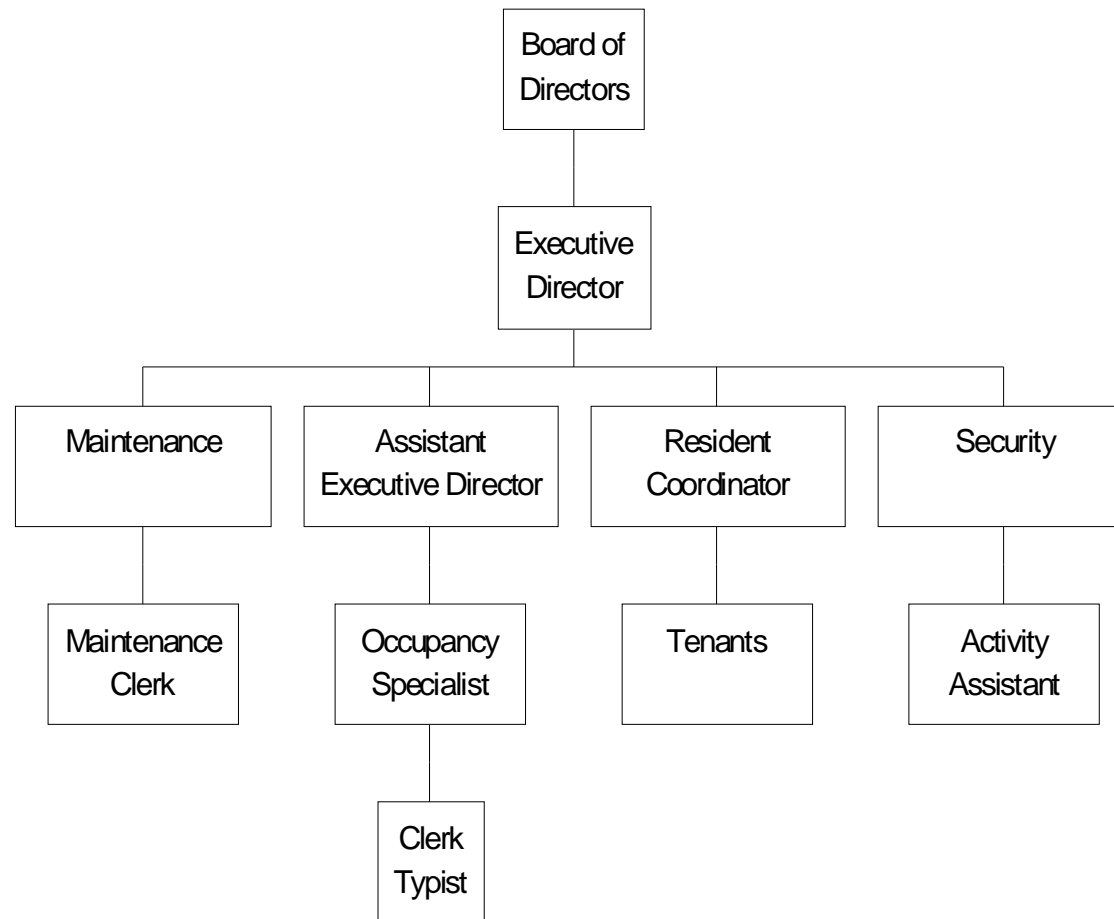 Board of
Directors
Executive
Director
Maintenance
Assistant
Executive Director
Resident
Coordinator
Security
Maintenance
Clerk
Occupancy
Specialist
Tenants
Activity
Assistant
Clerk
Typist